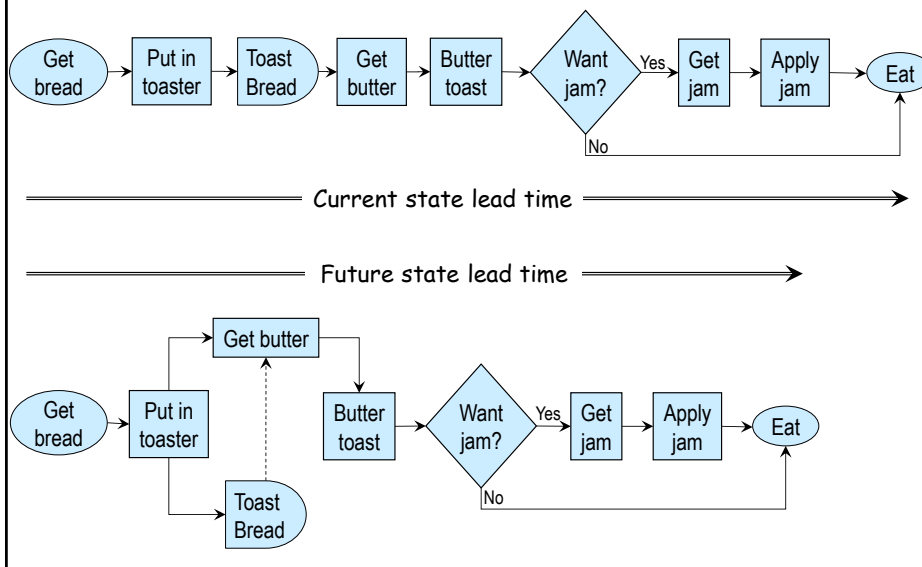 Get
bread
Put in
toaster
Toast
Bread
Get
butter
Butter
toast
Want
jam?
Yes
Get
jam
Apply
jam
Eat
No
Current state lead time
Future state lead time
Get butter
Get
bread
Put in
toaster
Toast
Bread
Butter
toast
Want
jam?
Yes
Get
jam
Apply
jam
Eat
No